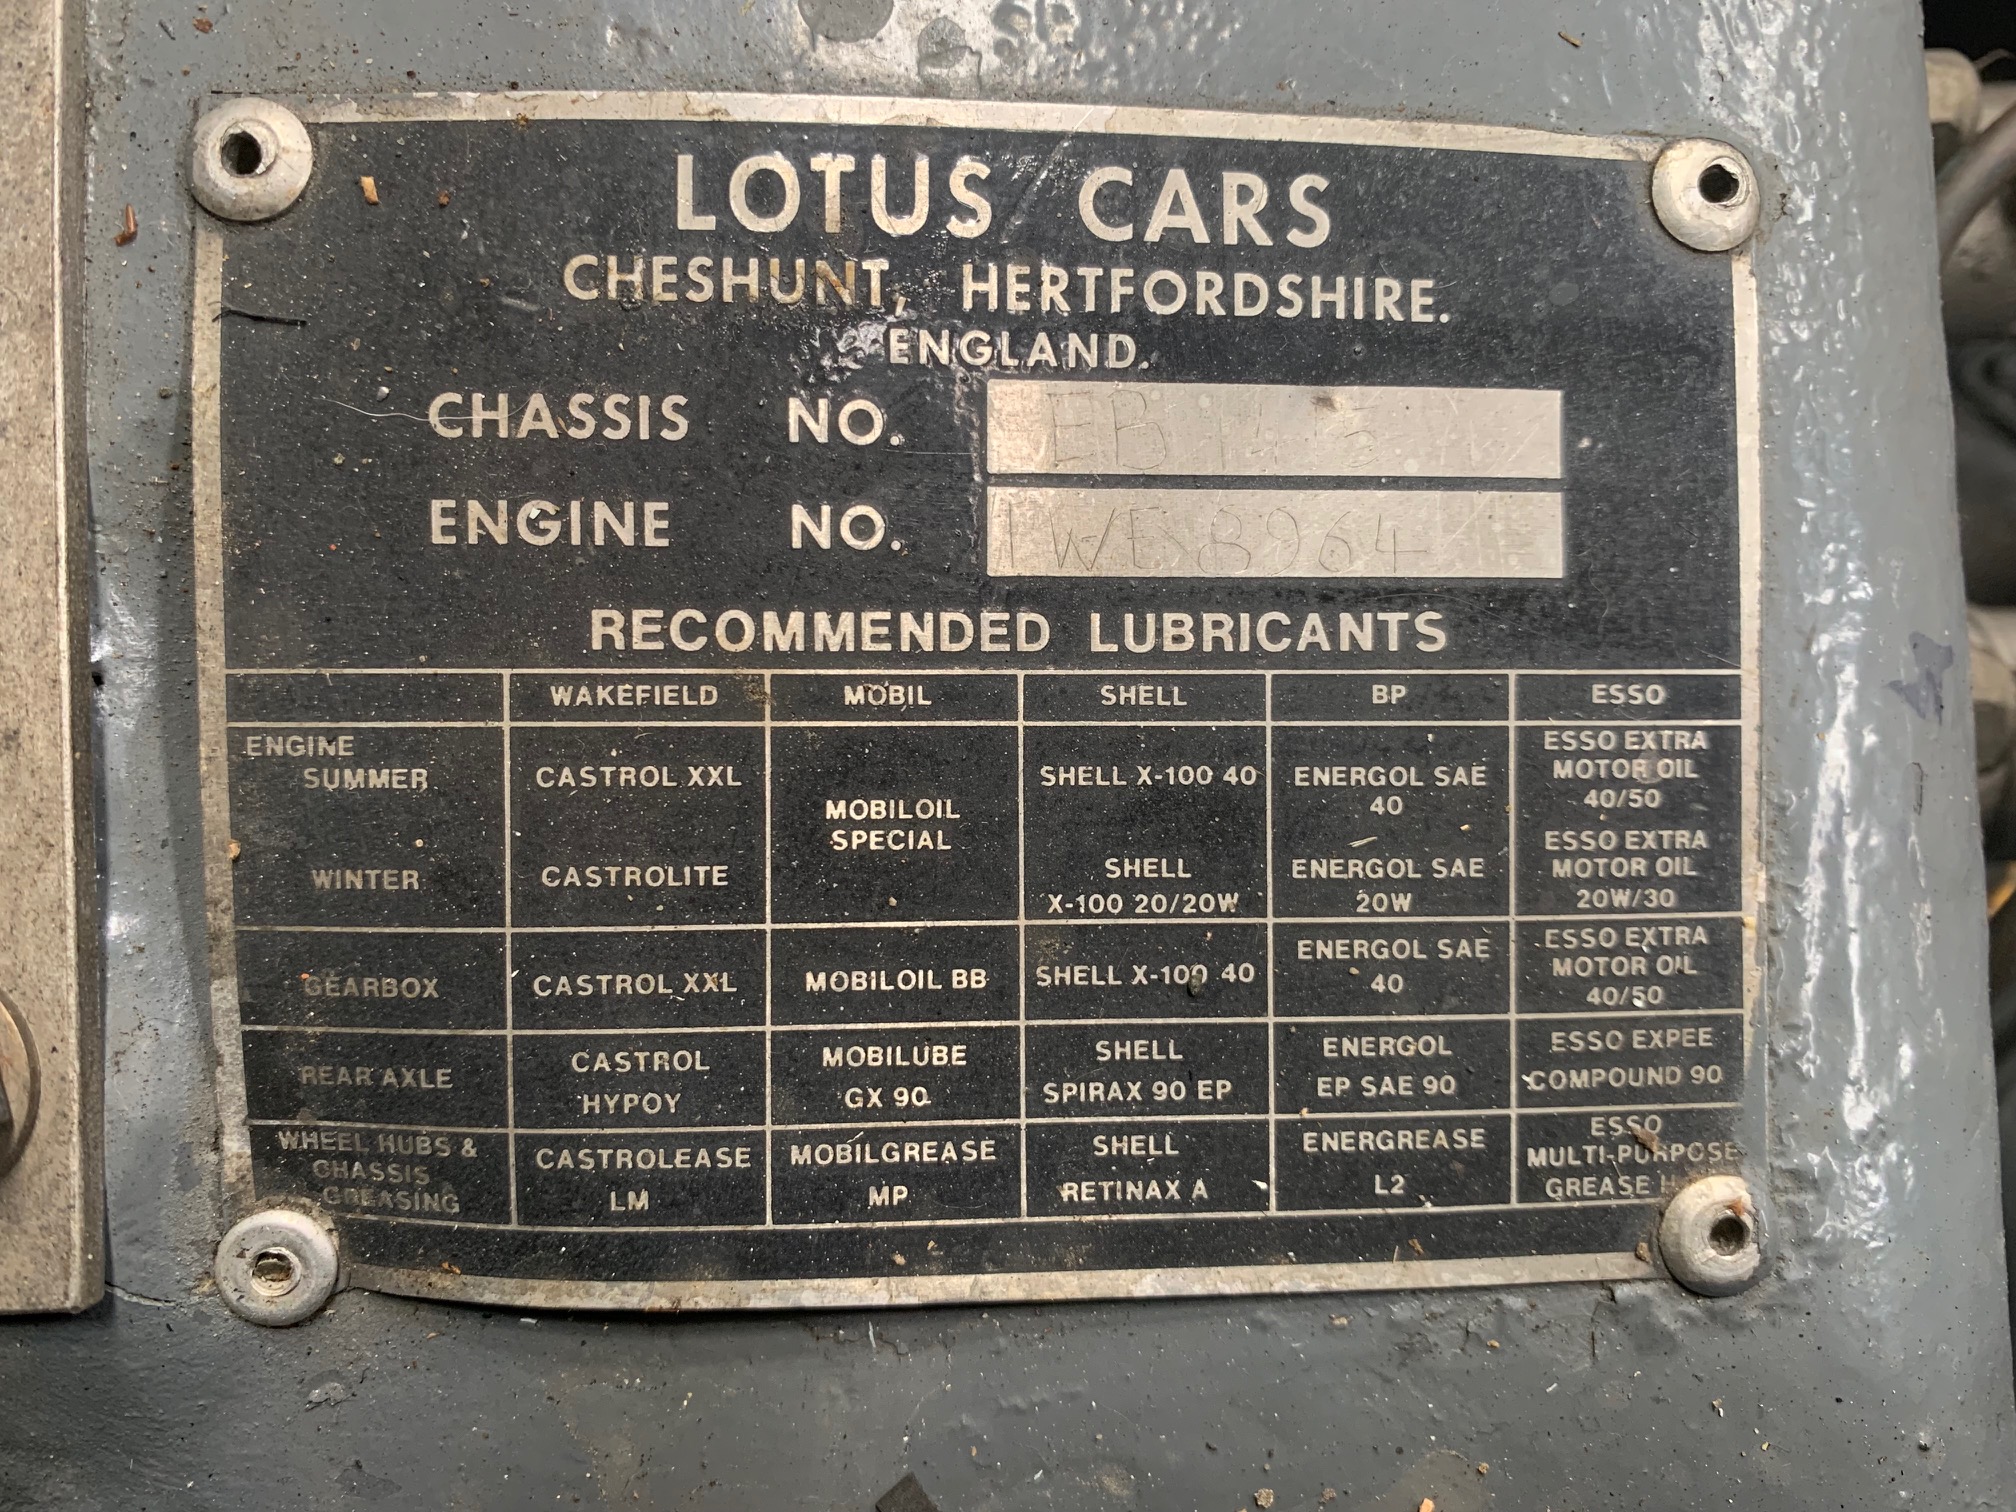 LOTUS CARS
CHESHUNT, HERTFORDSHIRE.
ENGLAND.
CHASSIS NO. EB
ENGINE NO. WE 8964
RECOMMENDED LUBRICANTS
WAKEFIELD MOBIL SHELL BP ESSO
ENGINE
SUMMER
CASTROL XXL
MOBILOIL
SPECIAL
SHELL X-100 40
ENERGOL SAE
40
ESSO EXTRA
MOTOR OIL
40/50
WINTER
CASTROLITE
SHELL
X-100 20/20W
ENERGOL SAE
20W
ESSO EXTRA
MOTOR OIL
20W/30
GEARBOX
CASTROL XXL
MOBILOIL BB
SHELL X-100 40
ENERGOL SAE
40
ESSO EXTRA
MOTOR OIL
40/50
REAR AXLE
CASTROL
HYPOY
MOBILUBE
GX 90
SHELL
SPIRAX 90 EP
ENERGOL
EP SAE 90
ESSO EXPEE
COMPOUND 90
WHEEL HUBS &
CHASSIS
GREASING
CASTROLEASE
LM
MOBILGREASE
MP
SHELL
RETINAX A
ENERGREASE
L2
ESSO
MULTI-PURPOSE
GREASE